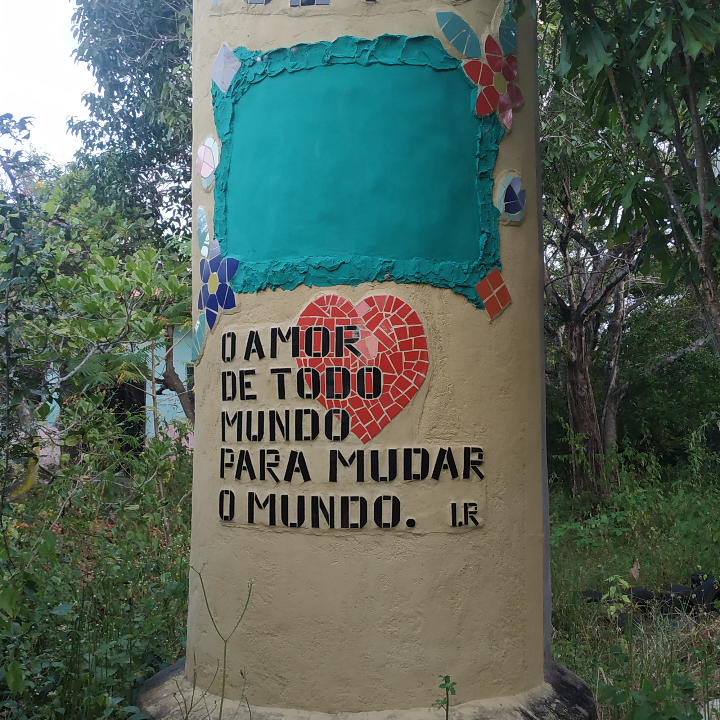 O AMOR
DE TODO
MUNDO
PARA MUDAR
O MUNDO. I.R